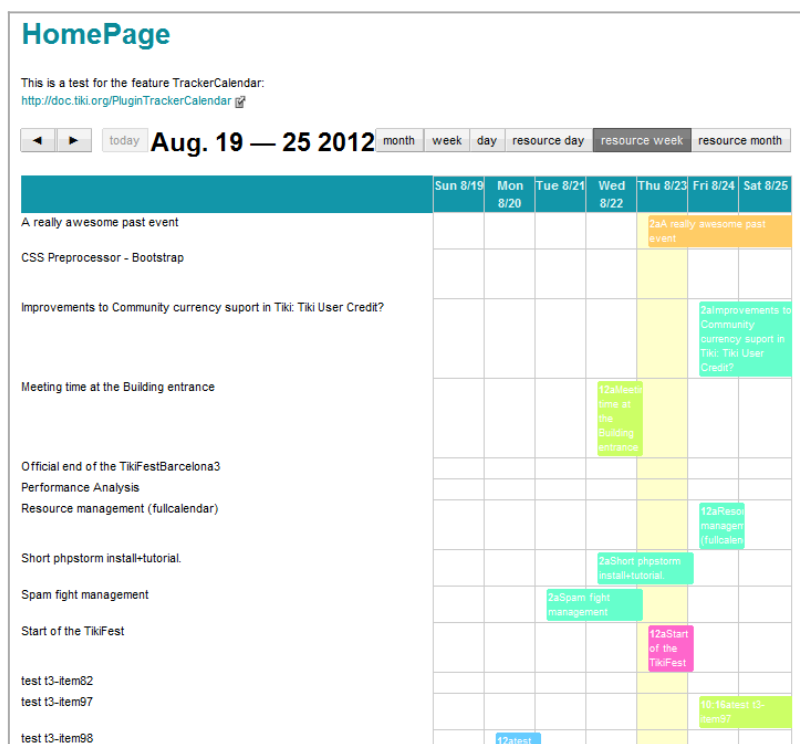 HomePage
This is a test for the feature TrackerCalendar:
http://doc.tiki.org/PluginTrackerCalendar
today Aug. 19 — 25 2012 month week day resource day resource week resource month
Sun 8/19 Mon 8/20 Tue 8/21 Wed 8/22 Thu 8/23 Fri 8/24 Sat 8/25
A really awesome past event
2aA really awesome past
event
CSS Preprocessor - Bootstrap
Improvements to Community currency suport in Tiki: Tiki User Credit?
2aImprovements to
Community
currency suport in
Tiki: Tiki User
Credit?
Meeting time at the Building entrance
12aMeetin
time at
the
Building
entrance
Official end of the TikiFestBarcelona3
Performance Analysis
Resource management (fullcalendar)
12aResou
managem
(fullcalen
Short phpstorm install+tutorial.
2aShort phpstorm
install+tutorial.
Spam fight management
2aSpam fight
management
Start of the TikiFest
12aStart
of the
TikiFest
test t3-item82
test t3-item97
10:16atest t3-
item97
test t3-item98
12atest